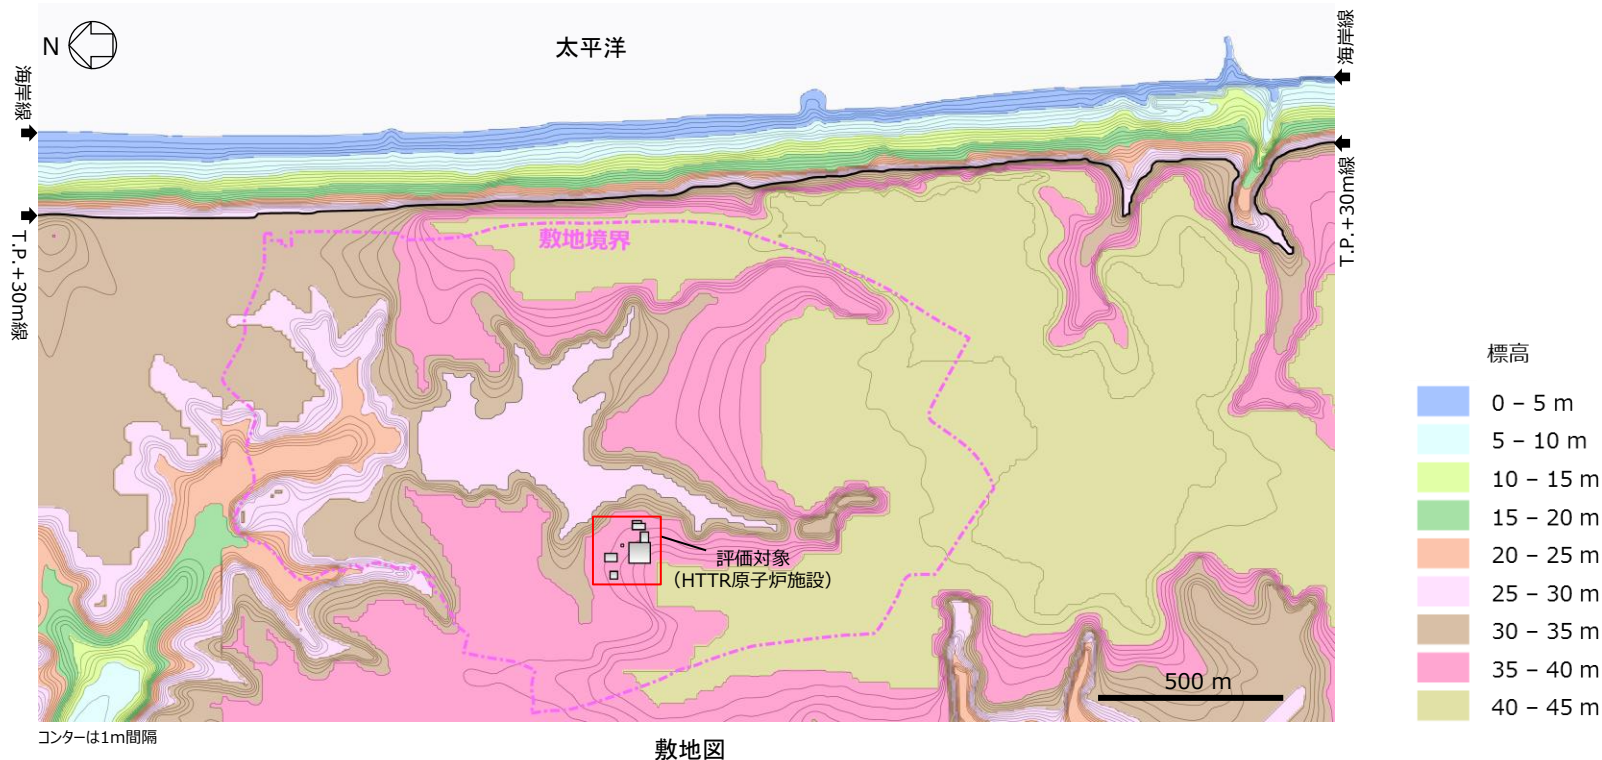 N
太平洋
海岸線
海岸線
T.P.+30m線
T.P.+30m線
敷地境界
評価対象
（HTTR原子炉施設）
500 m
標高
0 – 5 m
5 – 10 m
10 – 15 m
15 – 20 m
20 – 25 m
25 – 30 m
30 – 35 m
35 – 40 m
40 – 45 m
コンターは1m間隔
敷地図